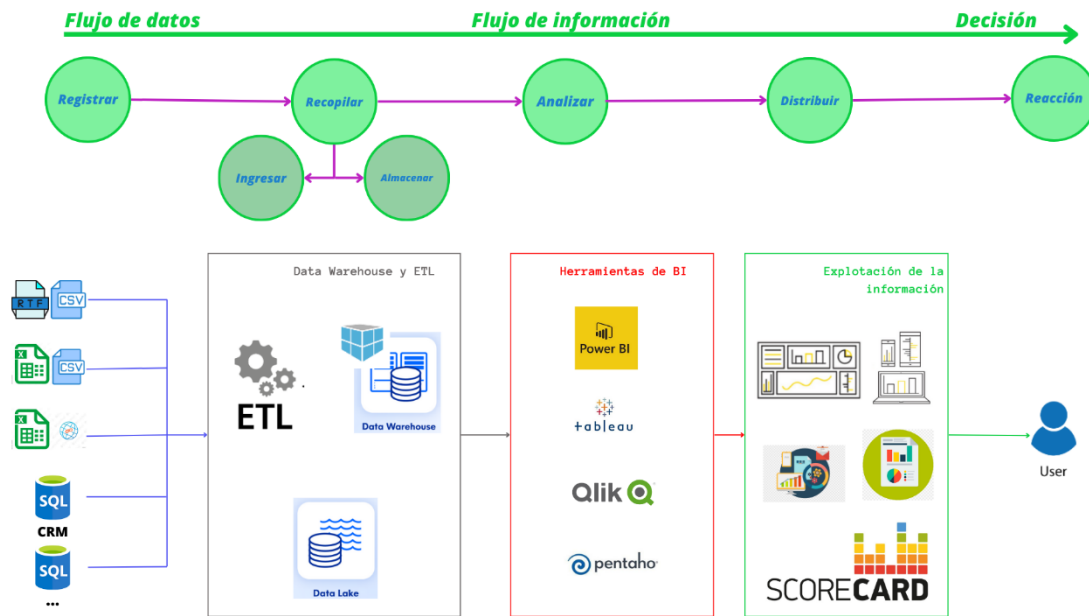 Flujo de datos
Flujo de información
Decisión
Registrar
Recopilar
Analizar
Distribuir
Reacción
Ingresar
Almacenar
Data Warehouse y ETL
Herramientas de BI
Explotación de la
información
RTF
CSV
CSV
SQL
CRM
SQL
...
ETL
Data Warehouse
Data Lake
Power BI
+ableau
Qlik
pentaho
SCORECARD
User